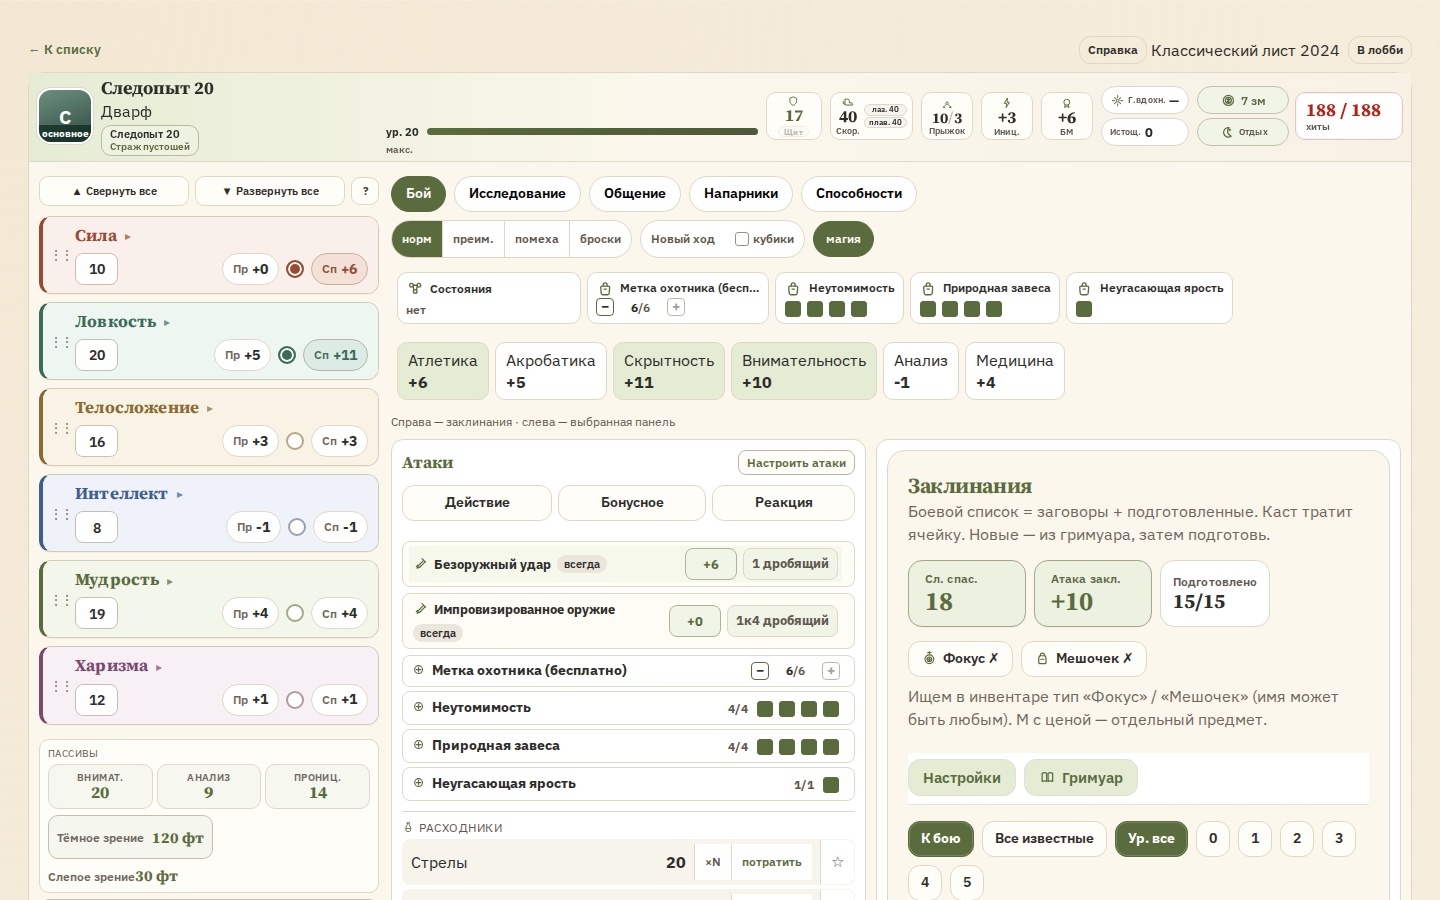 ← К списку
Справка
Классический лист 2024
В лобби
С
основное
Следопыт 20
Дварф
Следопыт 20
Страж пустошей
ур. 20
макс.
17
Щит
40
Скор.
лаз. 40
плав. 40
10/3
Прыжок
+3
Иниц.
+6
БМ
Г.вдохн. —
Истощ. 0
7 зм
Отдых
188 / 188
хиты
▲ Свернуть все
▼ Развернуть все
?
Сила ▸
10
Пр +0
Сп +6
Ловкость ▸
20
Пр +5
Сп +11
Телосложение ▸
16
Пр +3
Сп +3
Интеллект ▸
8
Пр -1
Сп -1
Мудрость ▸
19
Пр +4
Сп +4
Харизма ▸
12
Пр +1
Сп +1
ПАССИВЫ
ВНИМАТ.
20
АНАЛИЗ
9
ПРОНИЦ.
14
Тёмное зрение 120 фт
Слепое зрение30 фт
Бой
Исследование
Общение
Напарники
Способности
норм
преим.
помеха
броски
Новый ход
кубики
магия
Состояния
нет
Метка охотника (бесп...
− 6/6 +
Неутомимость
Природная завеса
Неугасающая ярость
Атлетика
+6
Акробатика
+5
Скрытность
+11
Внимательность
+10
Анализ
-1
Медицина
+4
Справа — заклинания · слева — выбранная панель
Атаки
Настроить атаки
Действие
Бонусное
Реакция
Безоружный удар всегда
+6
1 дробящий
Импровизированное оружие
всегда
+0
1к4 дробящий
Метка охотника (бесплатно)
− 6/6 +
Неутомимость
4/4
Природная завеса
4/4
Неугасающая ярость
1/1
РАСХОДНИКИ
Стрелы
20
×N
потратить
☆
Заклинания
Боевой список = заговоры + подготовленные. Каст тратит
ячейку. Новые — из гримуара, затем подготовь.
Сл. спас.
18
Атака закл.
+10
Подготовлено
15/15
Фокус ✗
Мешочек ✗
Ищем в инвентаре тип «Фокус» / «Мешочек» (имя может
быть любым). М с ценой — отдельный предмет.
Настройки
Гримуар
К бою
Все известные
Ур. все
0
1
2
3
4
5